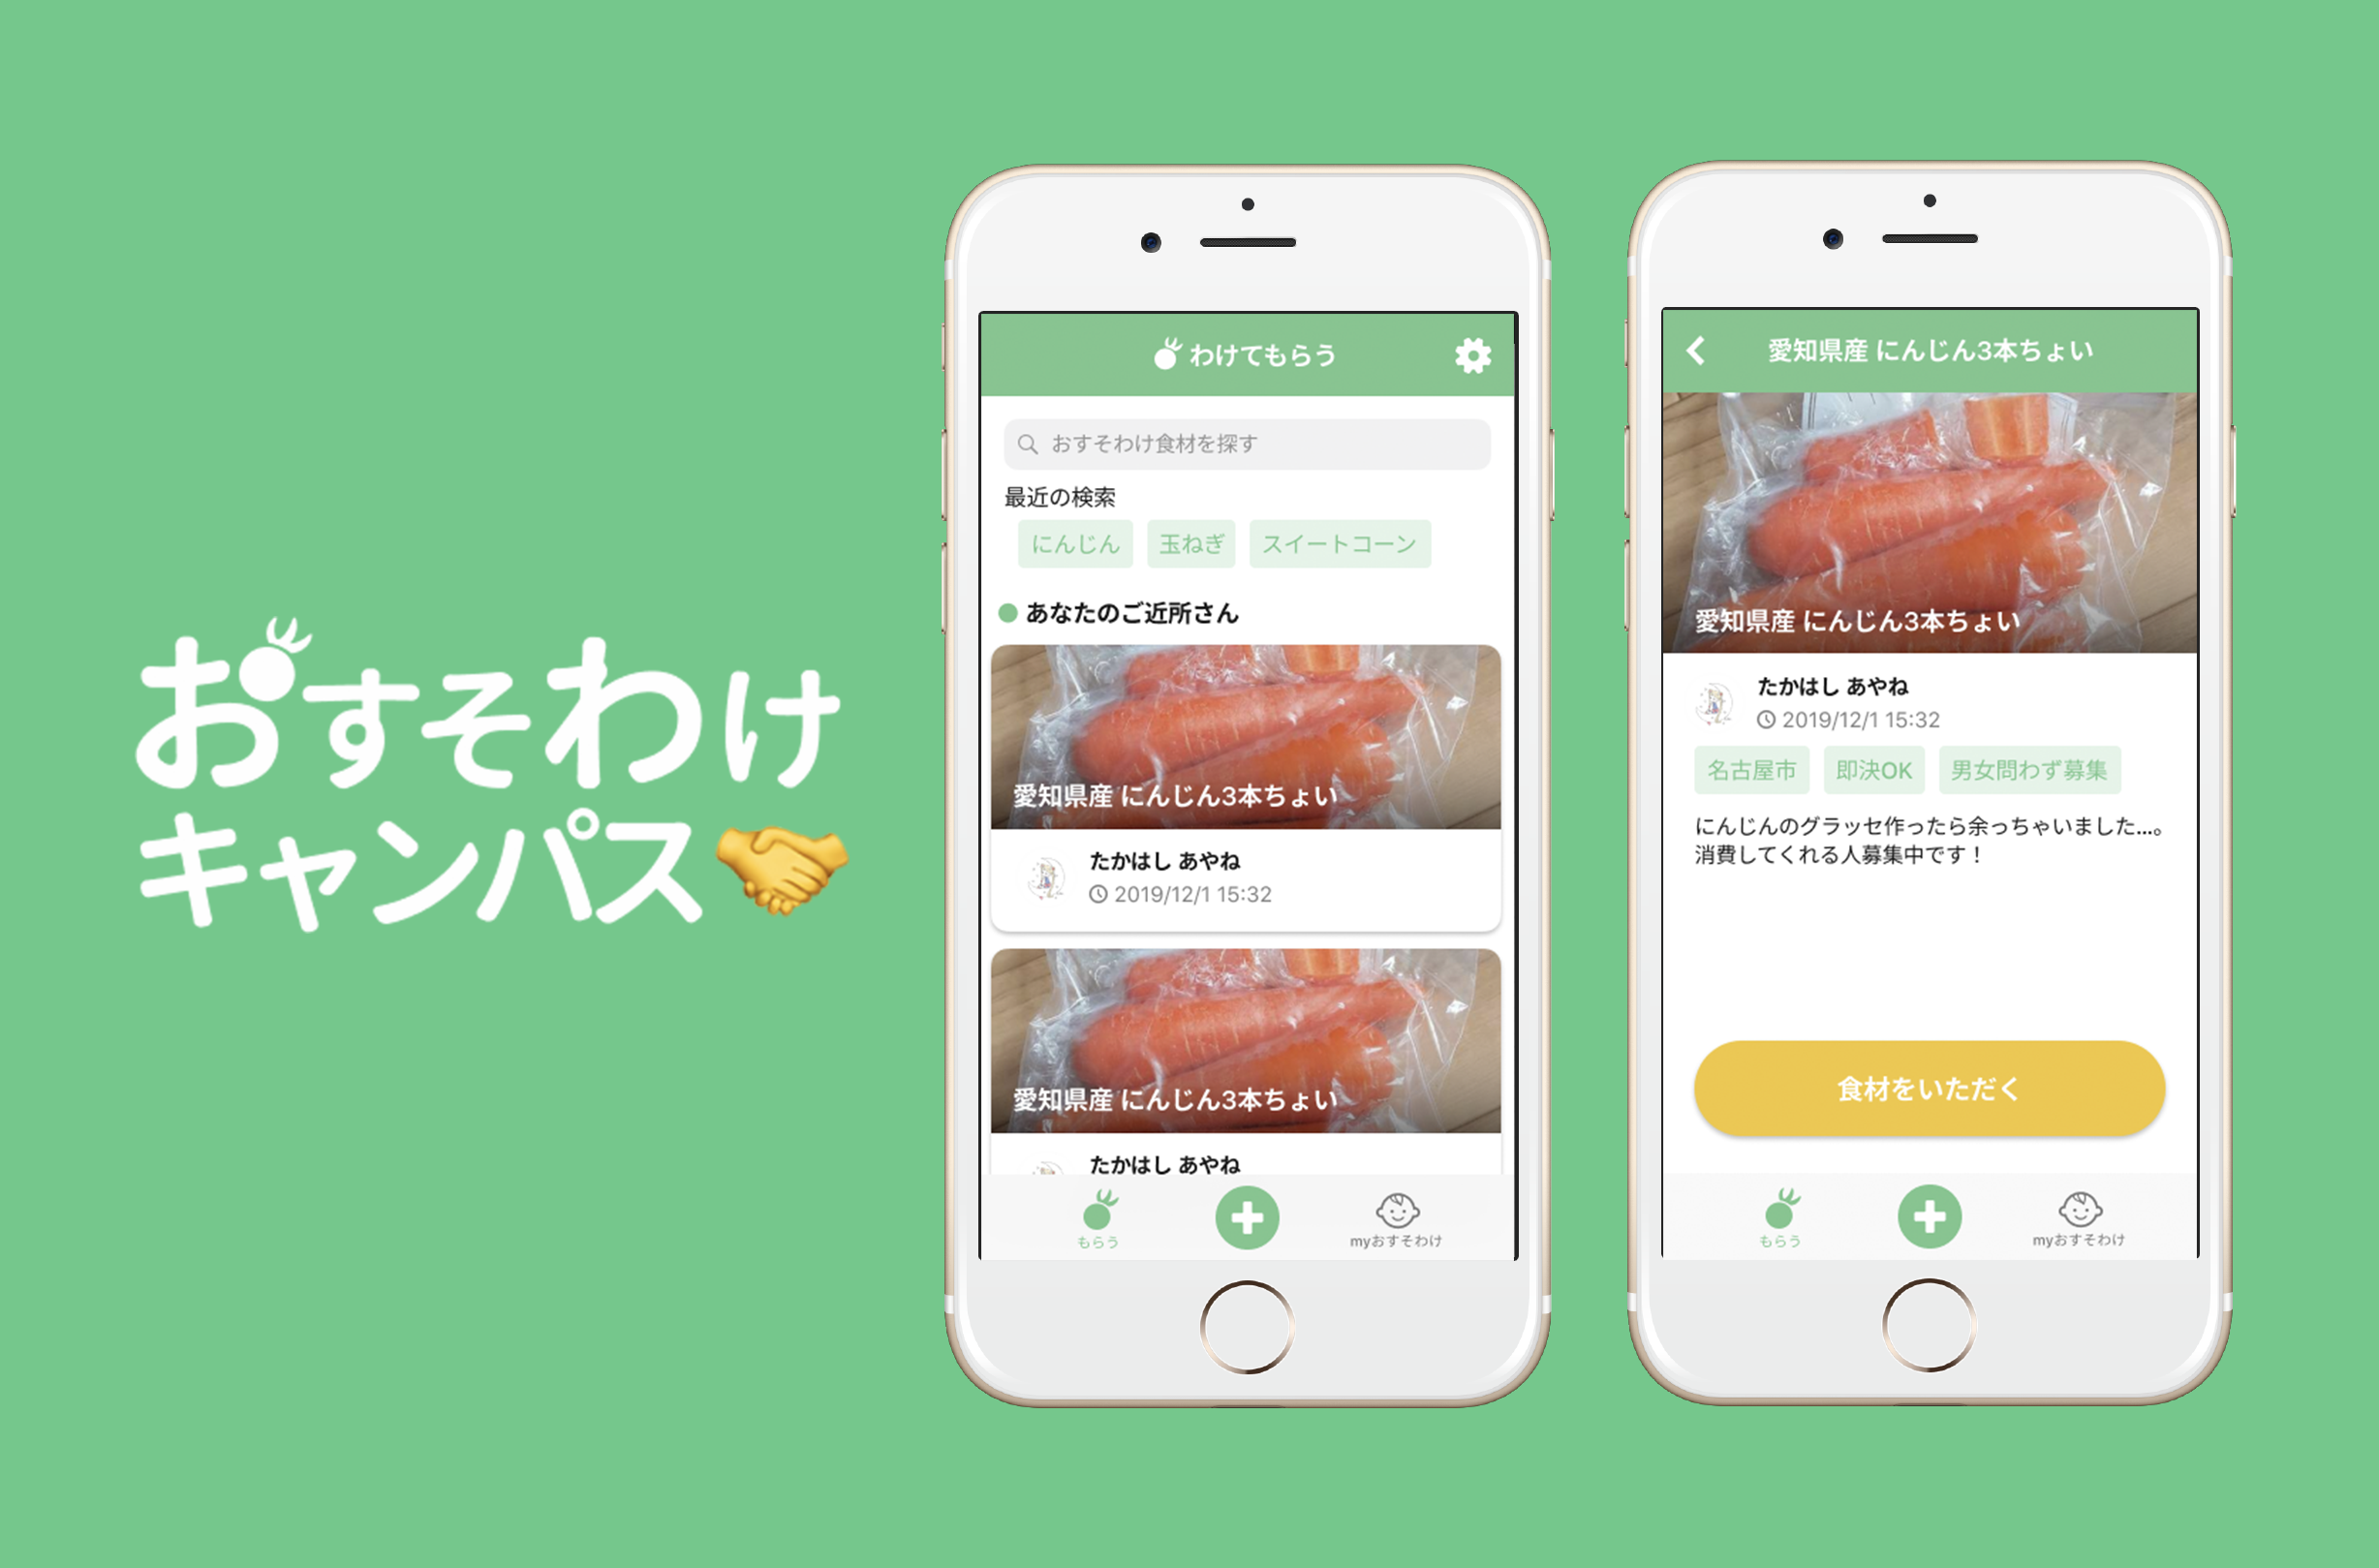 おすそわけ
キャンパス
わけてもらう
おすそわけ食材を探す
最近の検索
にんじん 玉ねぎ スイートコーン
あなたのご近所さん
愛知県産 にんじん3本ちょい
たかはし あやね
2019/12/1 15:32
愛知県産 にんじん3本ちょい
たかはし あやね
もらう myおすそわけ
愛知県産 にんじん3本ちょい
愛知県産 にんじん3本ちょい
たかはし あやね
2019/12/1 15:32
名古屋市 即決OK 男女問わず募集
にんじんのグラッセ作ったら余っちゃいました...。
消費してくれる人募集中です！
食材をいただく
もらう myおすそわけ